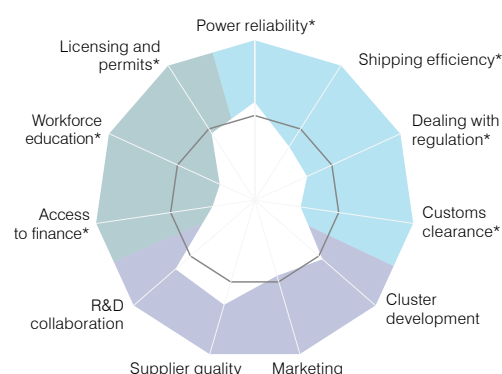 Power reliability*
Licensing and
permits*
Shipping efficiency*
Workforce
education*
Dealing with
regulation*
Access
to finance*
Customs
clearance*
R&D
collaboration
Cluster
development
Supplier quality
Marketing